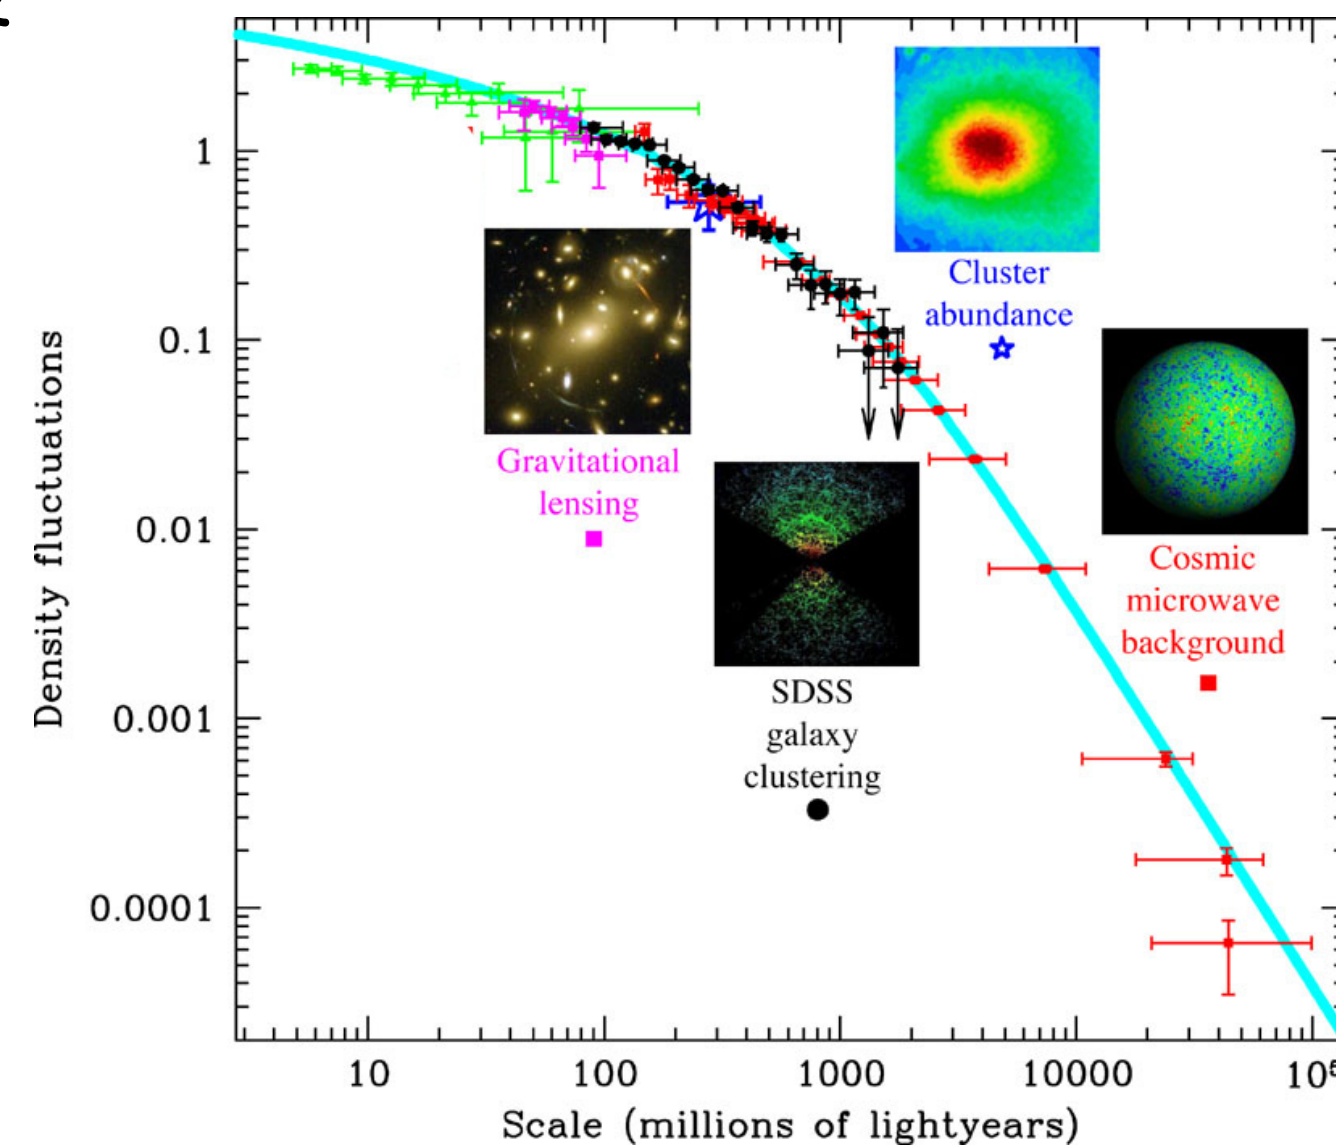 1
0.1
0.01
0.001
0.0001
Density fluctuations
Gravitational
lensing
Cluster
abundance
SDSS
galaxy
clustering
Cosmic
microwave
background
10
100
1000
10000
Scale (millions of lightyears)